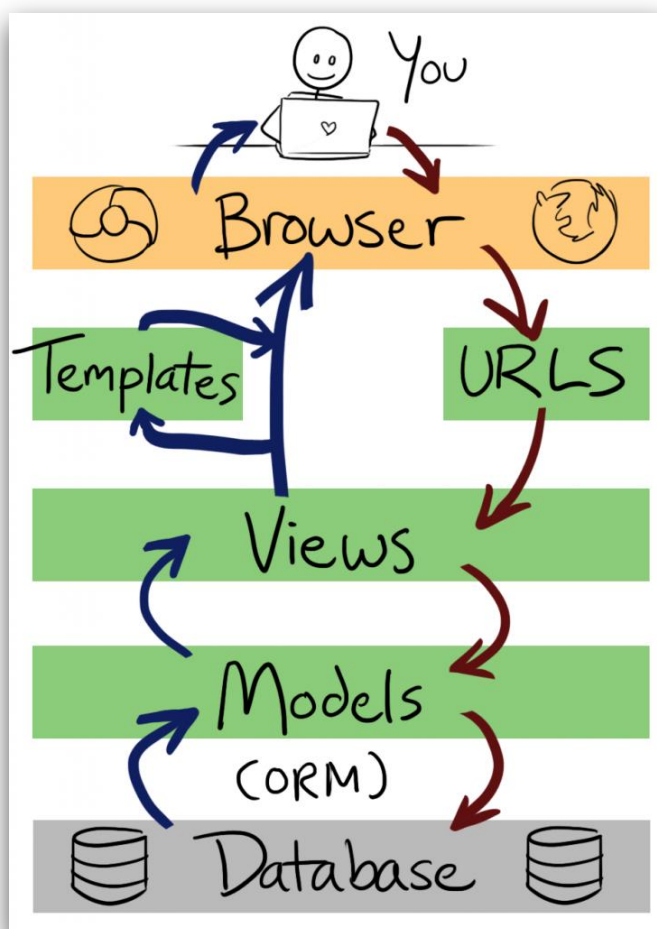 You
Browser
Templates
URLS
Views
Models
(ORM)
Database